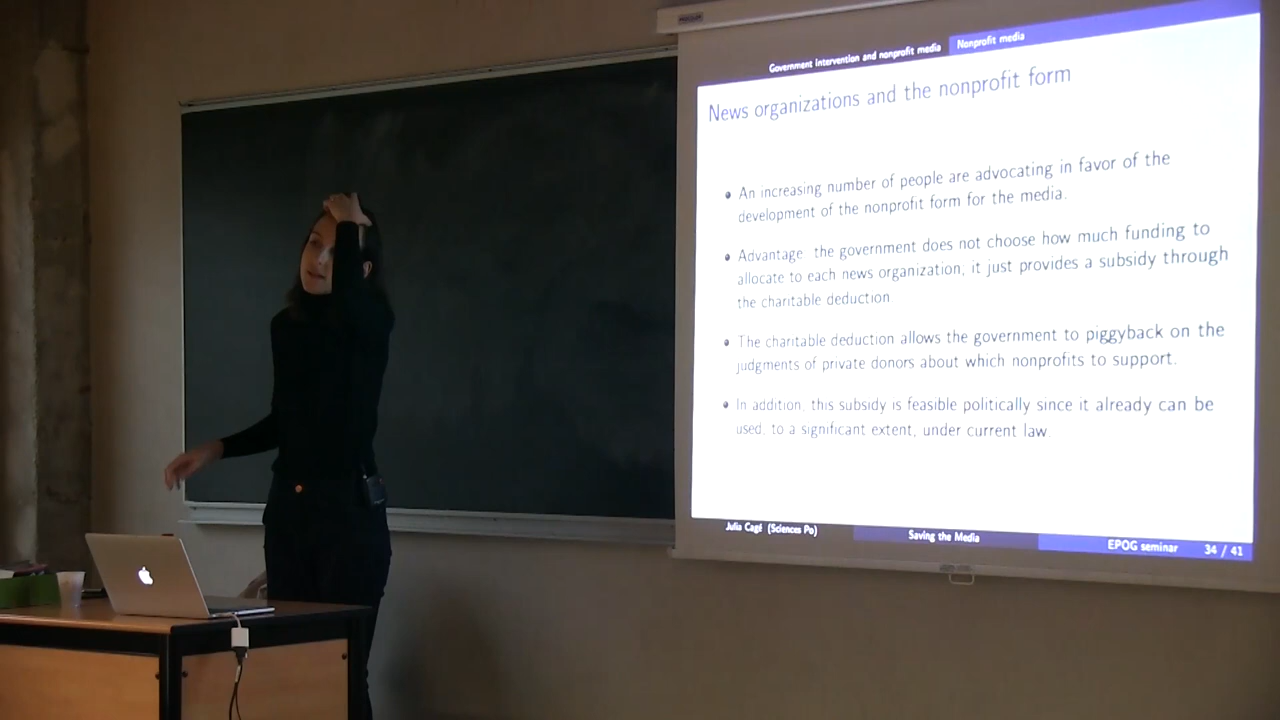 Government intervention and nonprofit media Nonprofit media
News organizations and the nonprofit form
An increasing number of people are advocating in favor of the
development of the nonprofit form for the media.
Advantage: the government does not choose how much funding to
allocate to each news organization, it just provides a subsidy through
the charitable deduction.
The charitable deduction allows the government to piggyback on the
judgments of private donors about which nonprofits to support.
In addition, this subsidy is feasible politically since it already can be
used, to a significant extent, under current law.
Julia Cagé (Sciences Po) Saving the Media EPOG seminar 34 / 41